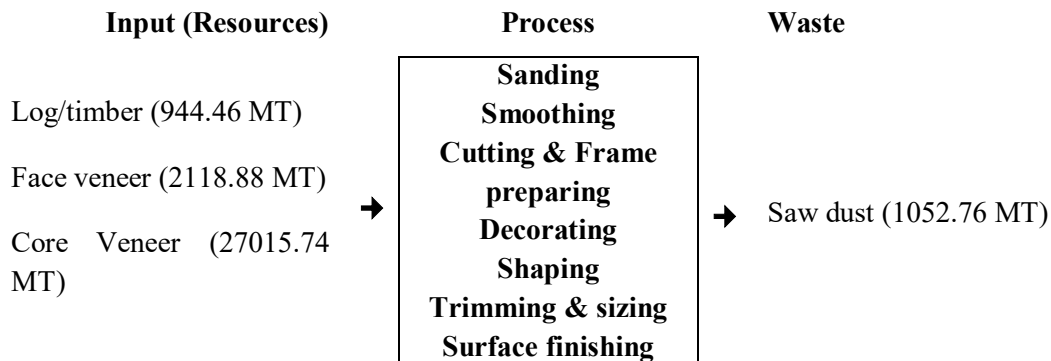 Input (Resources)
Process
Waste
Log/timber (944.46 MT)
Face veneer (2118.88 MT)
Core Veneer (27015.74
MT)
Sanding
Smoothing
Cutting & Frame
preparing
Decorating
Shaping
Trimming & sizing
Surface finishing
Saw dust (1052.76 MT)